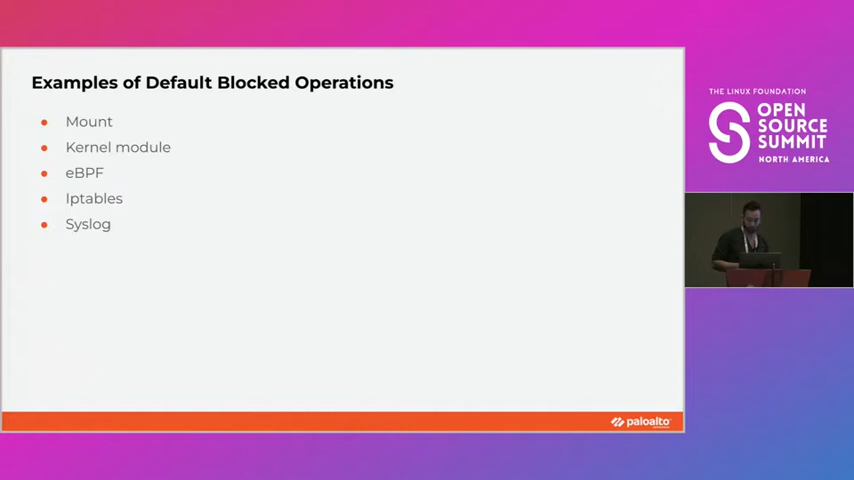 Examples of Default Blocked Operations
Mount
Kernel module
eBPF
Iptables
Syslog
paloalto
THE LINUX FOUNDATION
OPEN
SOURCE
SUMMIT
NORTH AMERICA